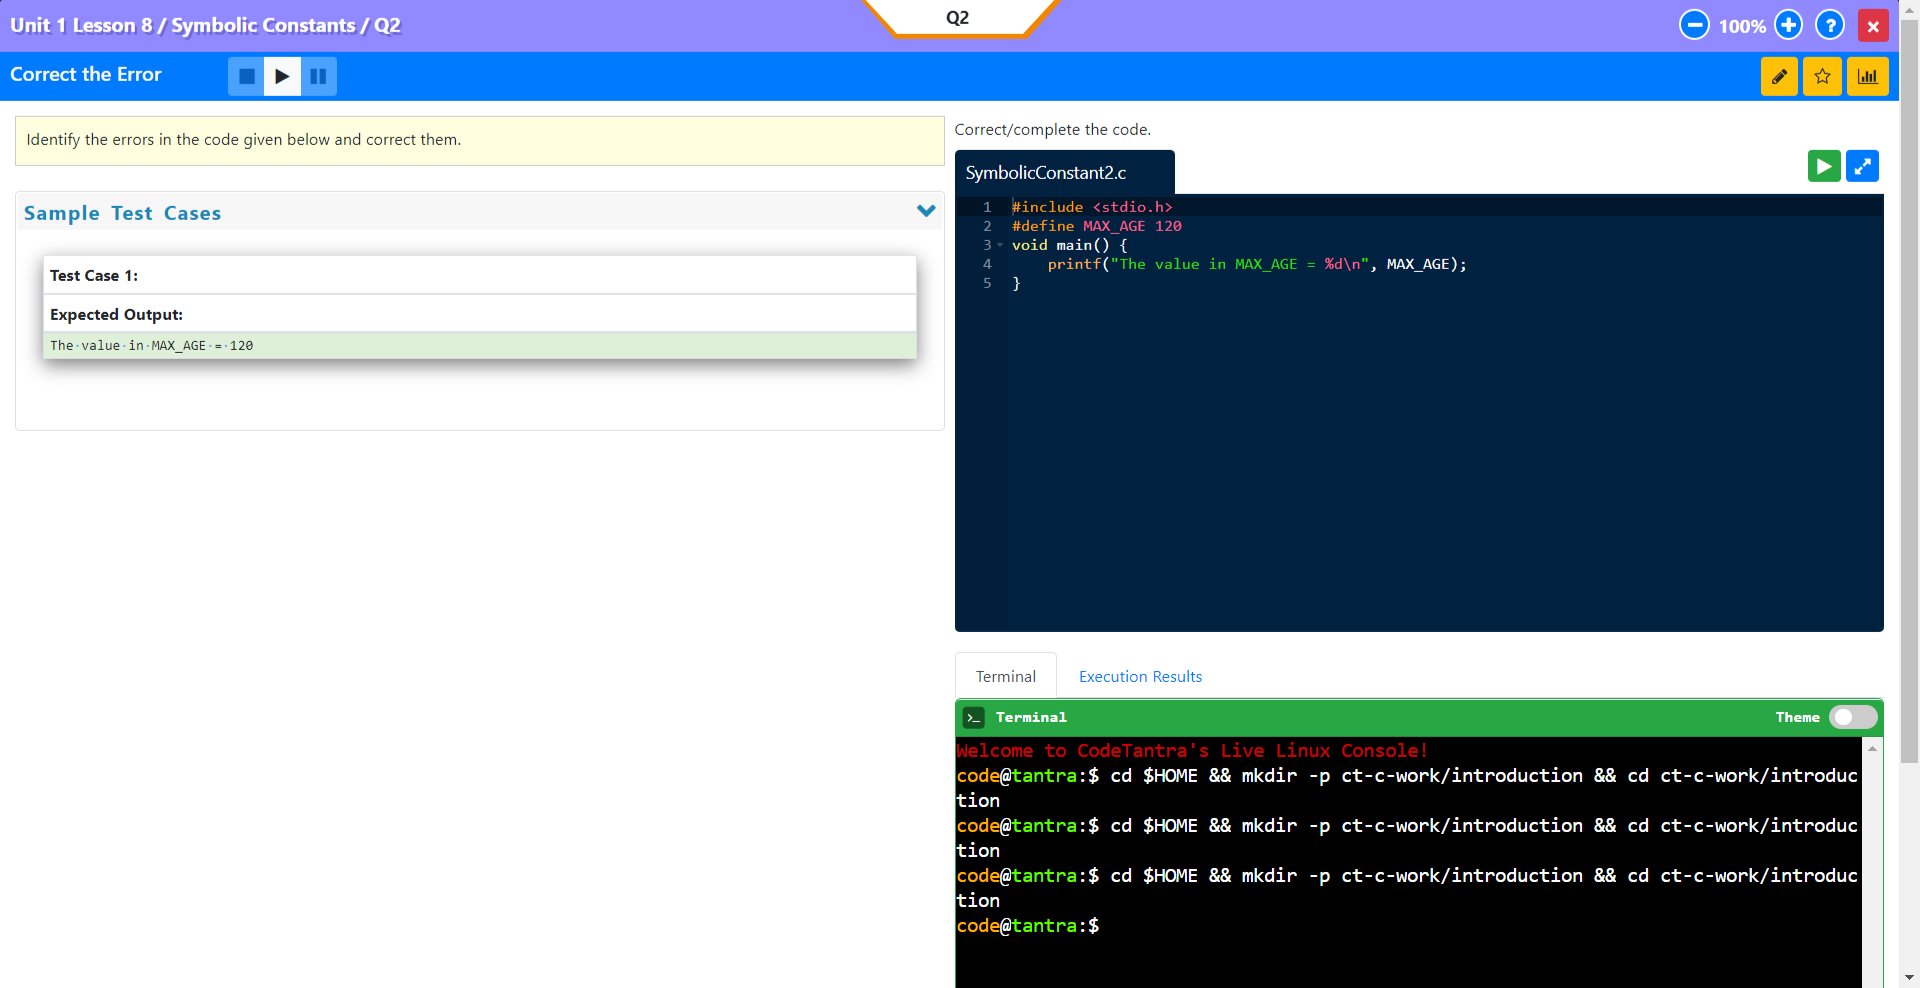 Unit 1 Lesson 8 / Symbolic Constants / Q2
Q2
100%
Correct the Error
Identify the errors in the code given below and correct them.
Sample Test Cases
Test Case 1:
Expected Output:
The·value·in·MAX_AGE·=·120
Correct/complete the code.
SymbolicConstant2.c
1 #include <stdio.h>
2 #define MAX_AGE 120
3 void main() {
4 printf("The value in MAX_AGE = %d\n", MAX_AGE);
5 }
Terminal
Execution Results
Terminal
Theme
Welcome to CodeTantra's Live Linux Console!
code@tantra:$ cd $HOME && mkdir -p ct-c-work/introduction && cd ct-c-work/introduc
tion
code@tantra:$ cd $HOME && mkdir -p ct-c-work/introduction && cd ct-c-work/introduc
tion
code@tantra:$ cd $HOME && mkdir -p ct-c-work/introduction && cd ct-c-work/introduc
tion
code@tantra:$